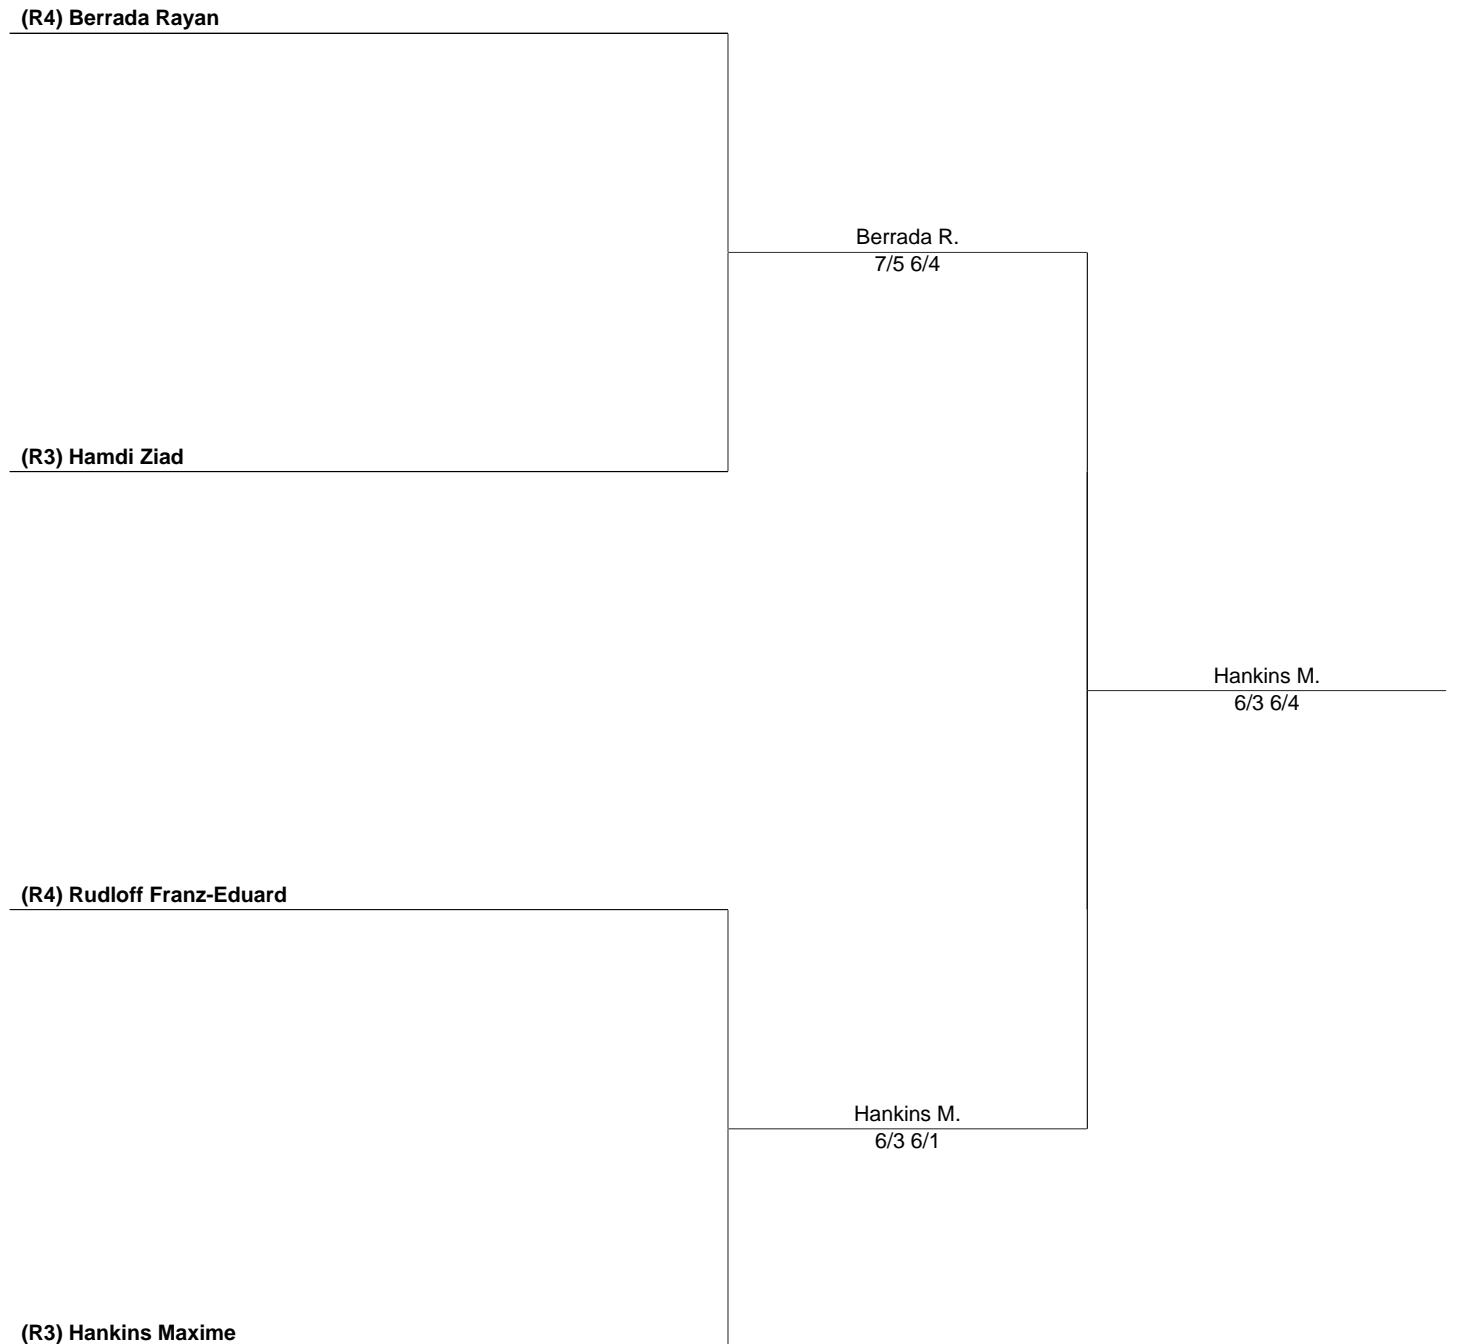 (R4) Berrada Rayan
Berrada R.
7/5 6/4
(R3) Hamdi Ziad
Hankins M.
6/3 6/4
(R4) Rudloff Franz-Eduard
Hankins M.
6/3 6/1
(R3) Hankins Maxime